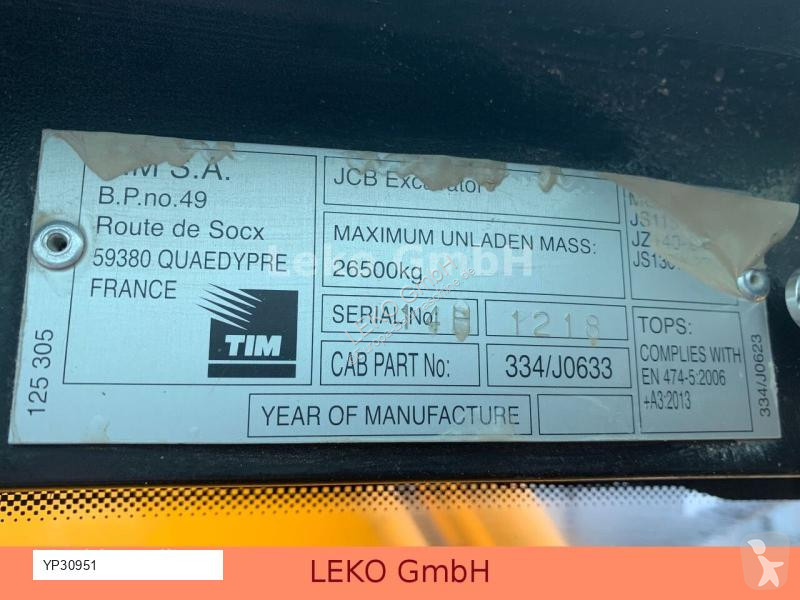 S.A.
B.P.no.49
Route de Socx
59380 QUAEDYPRE
FRANCE
TIM
125 305
JCB Excavator
MAXIMUM UNLADEN MASS:
26500kg
SERIAL No:
1218
CAB PART No:
334/J0633
YEAR OF MANUFACTURE
TOPS:
COMPLIES WITH
EN 474-5:2006
+A3:2013
334/J0623
Leko GmbH
YP30951
LEKO GmbH